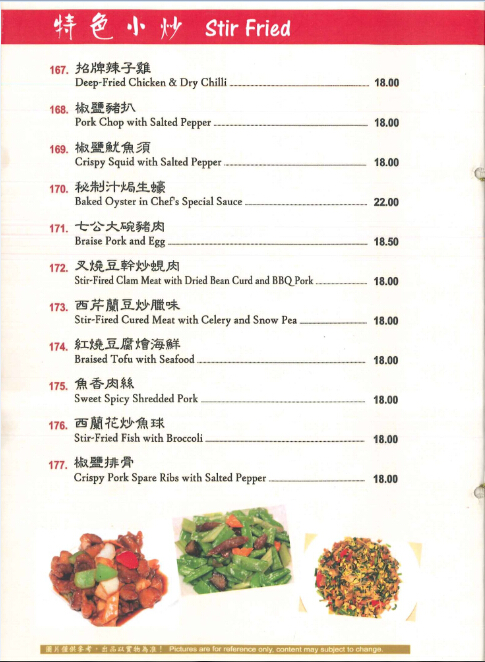 特色小炒 Stir Fried
167. 招牌辣子雞
Deep-Fried Chicken & Dry Chilli 18.00
168. 椒鹽豬扒
Pork Chop with Salted Pepper 18.00
169. 椒鹽魷魚須
Crispy Squid with Salted Pepper 18.00
170. 秘制汁焗生蠔
Baked Oyster in Chef's Special Sauce 22.00
171. 七公大碗豬肉
Braise Pork and Egg 18.50
172. 叉燒豆幹炒蜆肉
Stir-Fired Clam Meat with Dried Bean Curd and BBQ Pork 18.00
173. 西芹蘭豆炒臘味
Stir-Fired Cured Meat with Celery and Snow Pea 18.00
174. 紅燒豆腐燴海鮮
Braised Tofu with Seafood 18.00
175. 魚香肉絲
Sweet Spicy Shredded Pork 18.00
176. 西蘭花炒魚球
Stir-Fried Fish with Broccoli 18.00
177. 椒鹽排骨
Crispy Pork Spare Ribs with Salted Pepper 18.00
圖片僅供參考，出品以實物為準！ Pictures are for reference only, content may subject to change.